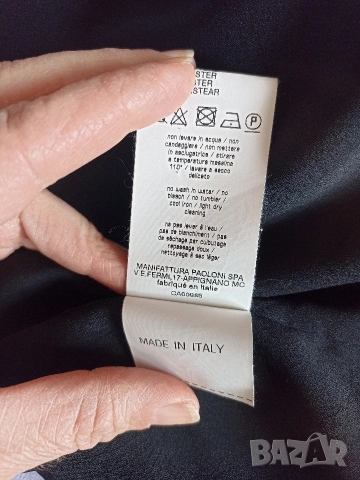 STER
STER
STEAR
non lavare in acqua / non
candeggiare / non mettere
in asciugatrice / stirare
a temperatura massima
110° / lavare a secco
delicato
no wash in water / no
bleach / no tumbler /
cool iron / light dry
cleaning
ne pas laver à l'eau /
pas de blanchiment / pas
de séchage par culbutage
repassage doux /
nettoyage à sec léger
MANIFATTURA PAOLONI SPA
V.E.FERMI,17-APPIGNANO MC
fabriqué en Italie
MADE IN ITALY
BAZAR
bg